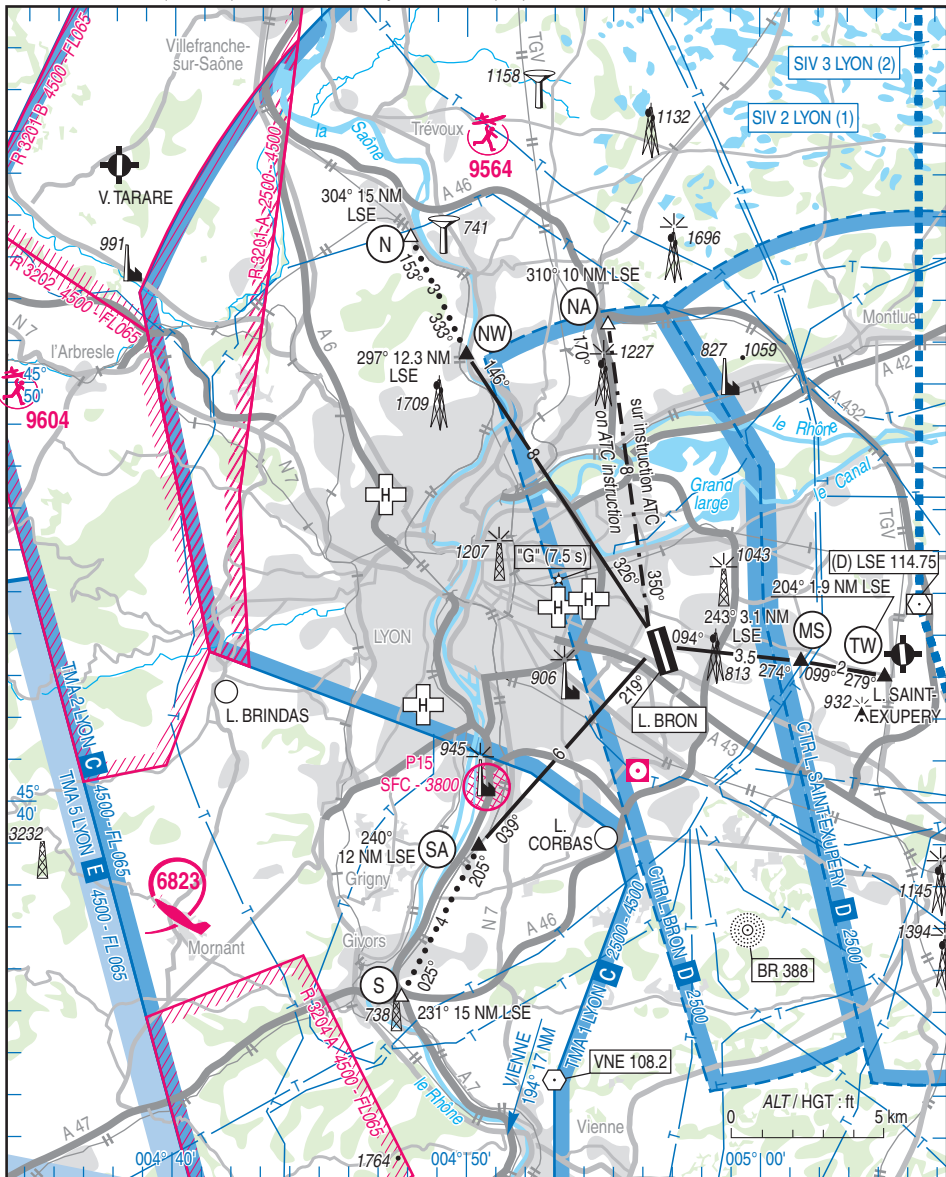 Villefranche-
sur-Saône
TGV
1158
SIV 3 LYON (2)
SIV 2 LYON (1)
R 3201 B 4500 - FL065
la
Saône
Trévoux
9564
1132
V. TARARE
A 46
304° 15 NM
LSE
R 3201 A 2500 - 4500
N
741
991
R 3202 4500 - FL065
153°
3
333°
310° 10 NM LSE
1696
NA
NW
N 7
A 6
Montluel
l'Arbresle
297° 12.3 NM
LSE
146°
170°
1227
827
1059
45°
50'
A 42
9604
1709
A 432
le Rhône
N 7
8
sur instruction ATC
8
on ATC instruction
Grand
large
le Canal
TGV
H
1207
"G" (7.5 s)
326°
350°
1043
(D) LSE 114.75
204° 1.9 NM LSE
H
H
243° 3.1 NM
LSE
MS
TW
LYON
094°
3.5
274°
099°
2
279°
906
219°
813
932
L. SAINT-
EXUPERY
L. BRINDAS
H
L. BRON
A 43
945
6
P15
SFC - 3800
TMA 2 LYON C 4500-FL 065
TMA 5 LYON E 4500 - FL 065
45°
40'
3232
240°
12 NM LSE
SA
039°
L.
CORBAS
Grigny
205°
CTR L. SAINT-EXUPERY D 2500
CTR L. BRON D 2500
6823
4
N 7
A 46
1145
1394
Mornant
Givors
025°
BR 388
S
738
231° 15 NM LSE
R 3204 A 4500-FL065
TMA 1 LYON C 2500-4500
VIENNE
194° 17 NM
VNE 108.2
A 7
le Rhône
ALT / HGT : ft
0
5 km
Vienne
A 47
1764
004° 40'
004° 50'
005° 00'